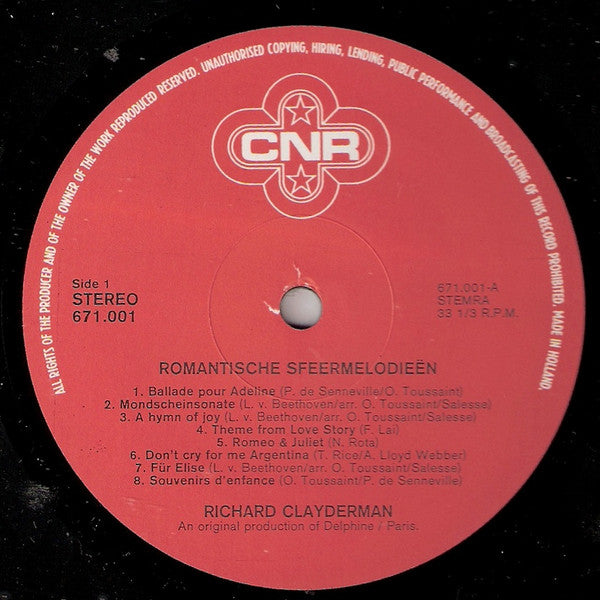 ALL RIGHTS OF THE PRODUCER AND OF THE OWNER OF THE WORK REPRODUCED RESERVED. UNAUTHORISED COPYING, HIRING, LENDING, PUBLIC PERFORMANCE AND BROADCASTING OF THIS RECORD PROHIBITED. MADE IN HOLLAND.
CNR
Side 1
STEREO
671.001
671.001-A
STEMRA
33 1/3 R.P.M.
ROMANTISCHE SFEERMELODIEËN
1. Ballade pour Adeline (P. de Senneville/O. Toussaint)
2. Mondscheinsonate (L. v. Beethoven/arr. O. Toussaint/Salesse)
3. A hymn of joy (L. v. Beethoven/arr. O. Toussaint/Salesse)
4. Theme from Love Story (F. Lai)
5. Romeo & Juliet (N. Rota)
6. Don't cry for me Argentina (T. Rice/A. Lloyd Webber)
7. Für Elise (L. v. Beethoven/arr. O. Toussaint/Salesse)
8. Souvenirs d'enfance (O. Toussaint/P. de Senneville)
RICHARD CLAYDERMAN
An original production of Delphine / Paris.